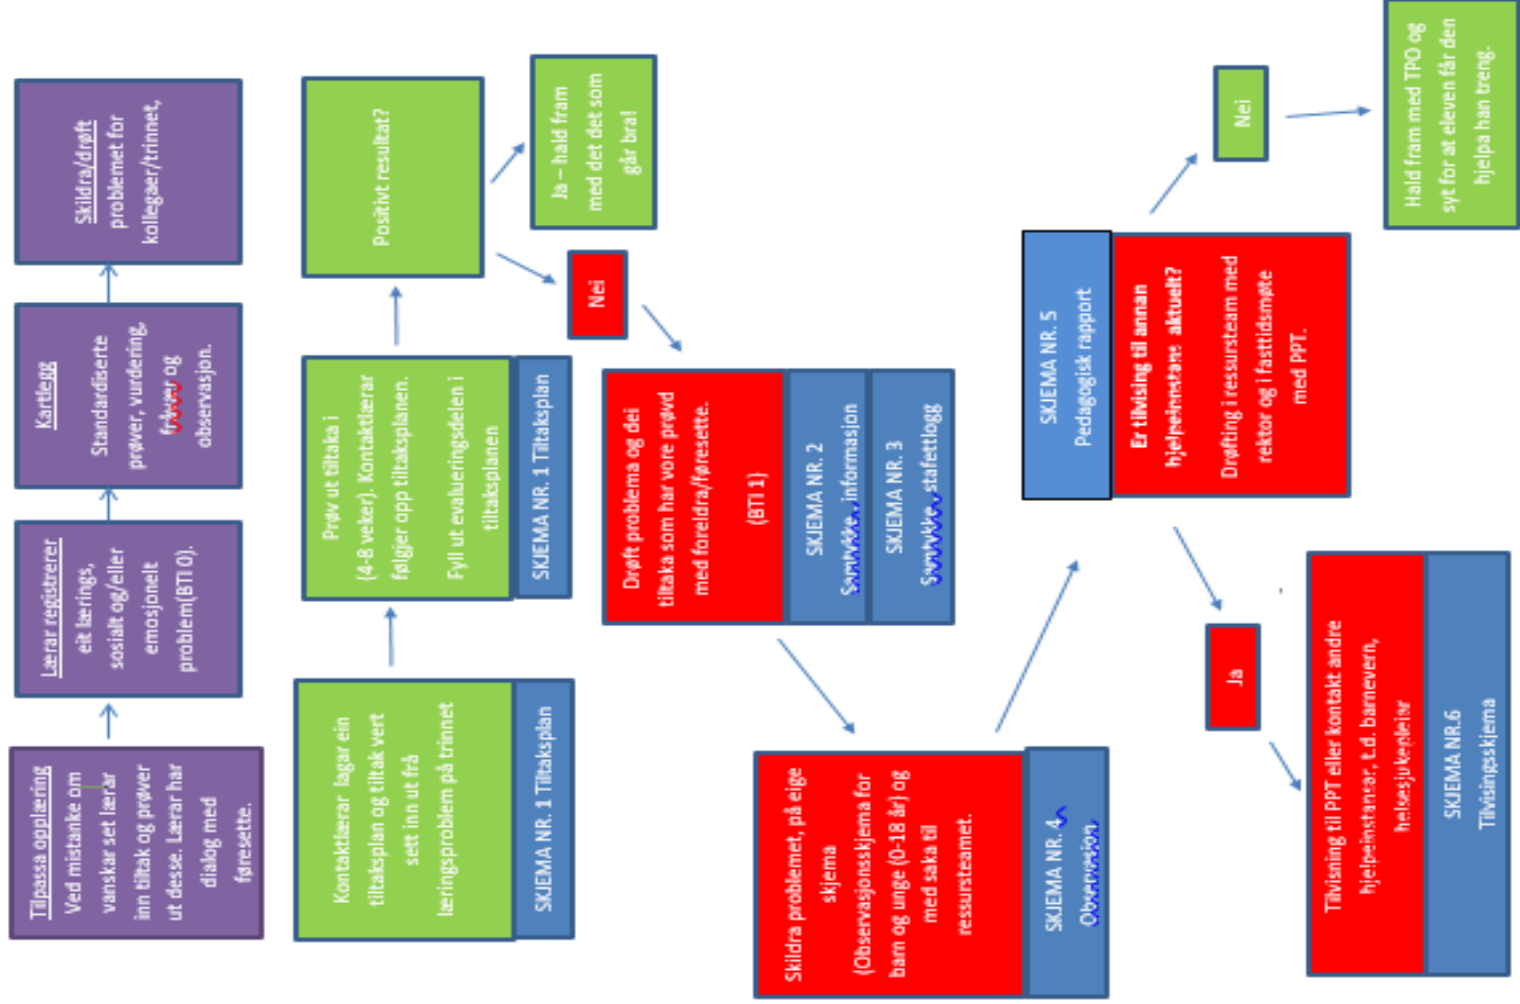 Tilpassa opplæring
Ved mistanke om
vanskar set lærar
inn tiltak og prøver
ut desse. Lærar har
dialog med
føresette.
Lærar registrerer
eit lærings,
sosialt og/eller
emosjonelt
problem(BTI 0).
Kartlegg
Standardiserte
prøver, vurdering,
fråvær og
observasjon.
Skildra/drøft
problemet for
kollegaer/trinnet,
Kontaktlærar lagar ein
tiltaksplan og tiltak vert
sett inn ut frå
læringsproblem på trinnet
SKJEMA NR. 1 Tiltaksplan
Prøv ut tiltaka i
(4-8 veker). Kontaktlærar
følgjer opp tiltaksplanen.
Fyll ut evalueringsdelen i
tiltaksplanen
SKJEMA NR. 1 Tiltaksplan
Positivt resultat?
Ja – hald fram
med det det som
går bra!
Nei
Drøft problema og dei
tiltaka som har vore prøvd
med foreldra/føresette.
(BTI 1)
SKJEMA NR. 2
Samtykke, informasjon
SKJEMA NR. 3
Samtykke, stafettlogg
Skildra problemet, på eige
skjema
(Observasjonsskjema for
barn og unge (0-18 år) og
med saka til
ressursteamet.
SKJEMA NR. 4
Observasjon
SKJEMA NR. 5
Pedagogisk rapport
Er tilvising til annan
hjelpeinstans aktuelt?
Drøfting i ressursteam med
rektor og i fasttidsmøte
med PPT.
Nei
Hald fram med TPO og
syt for at eleven får den
hjelpa han treng.
Ja
Tilvisning til PPT eller kontakt andre
hjelpeinstansar, t.d. barnevern,
helsesjukepleiar
SKJEMA NR.6
Tilvisingsskjema